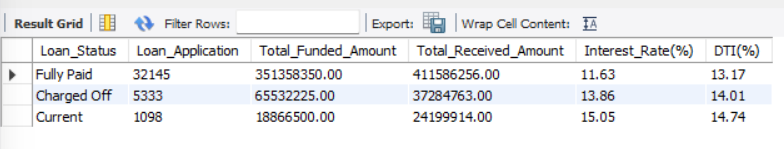 Result Grid Filter Rows: Export: Wrap Cell Content: IA
Loan_Status Loan_Application Total_Funded_Amount Total_Received_Amount Interest_Rate(%) DTI(%)
Fully Paid 32145 351358350.00 411586256.00 11.63 13.17
Charged Off 5333 65532225.00 37284763.00 13.86 14.01
Current 1098 18866500.00 24199914.00 15.05 14.74